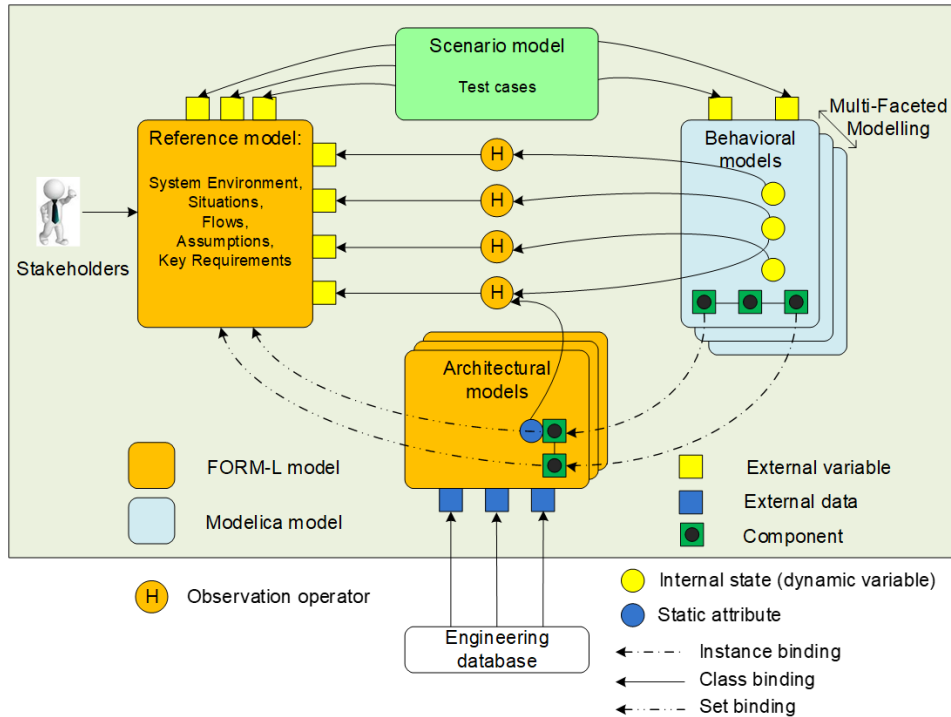 Scenario model
Test cases
Multi-Faceted
Modelling
Reference model:
System Environment,
Situations,
Flows,
Assumptions,
Key Requirements
Behavioral
models
H
H
H
H
Stakeholders
Architectural
models
FORM-L model
Modelica model
External variable
External data
Component
H
Observation operator
Internal state (dynamic variable)
Static attribute
Engineering
database
Instance binding
Class binding
Set binding